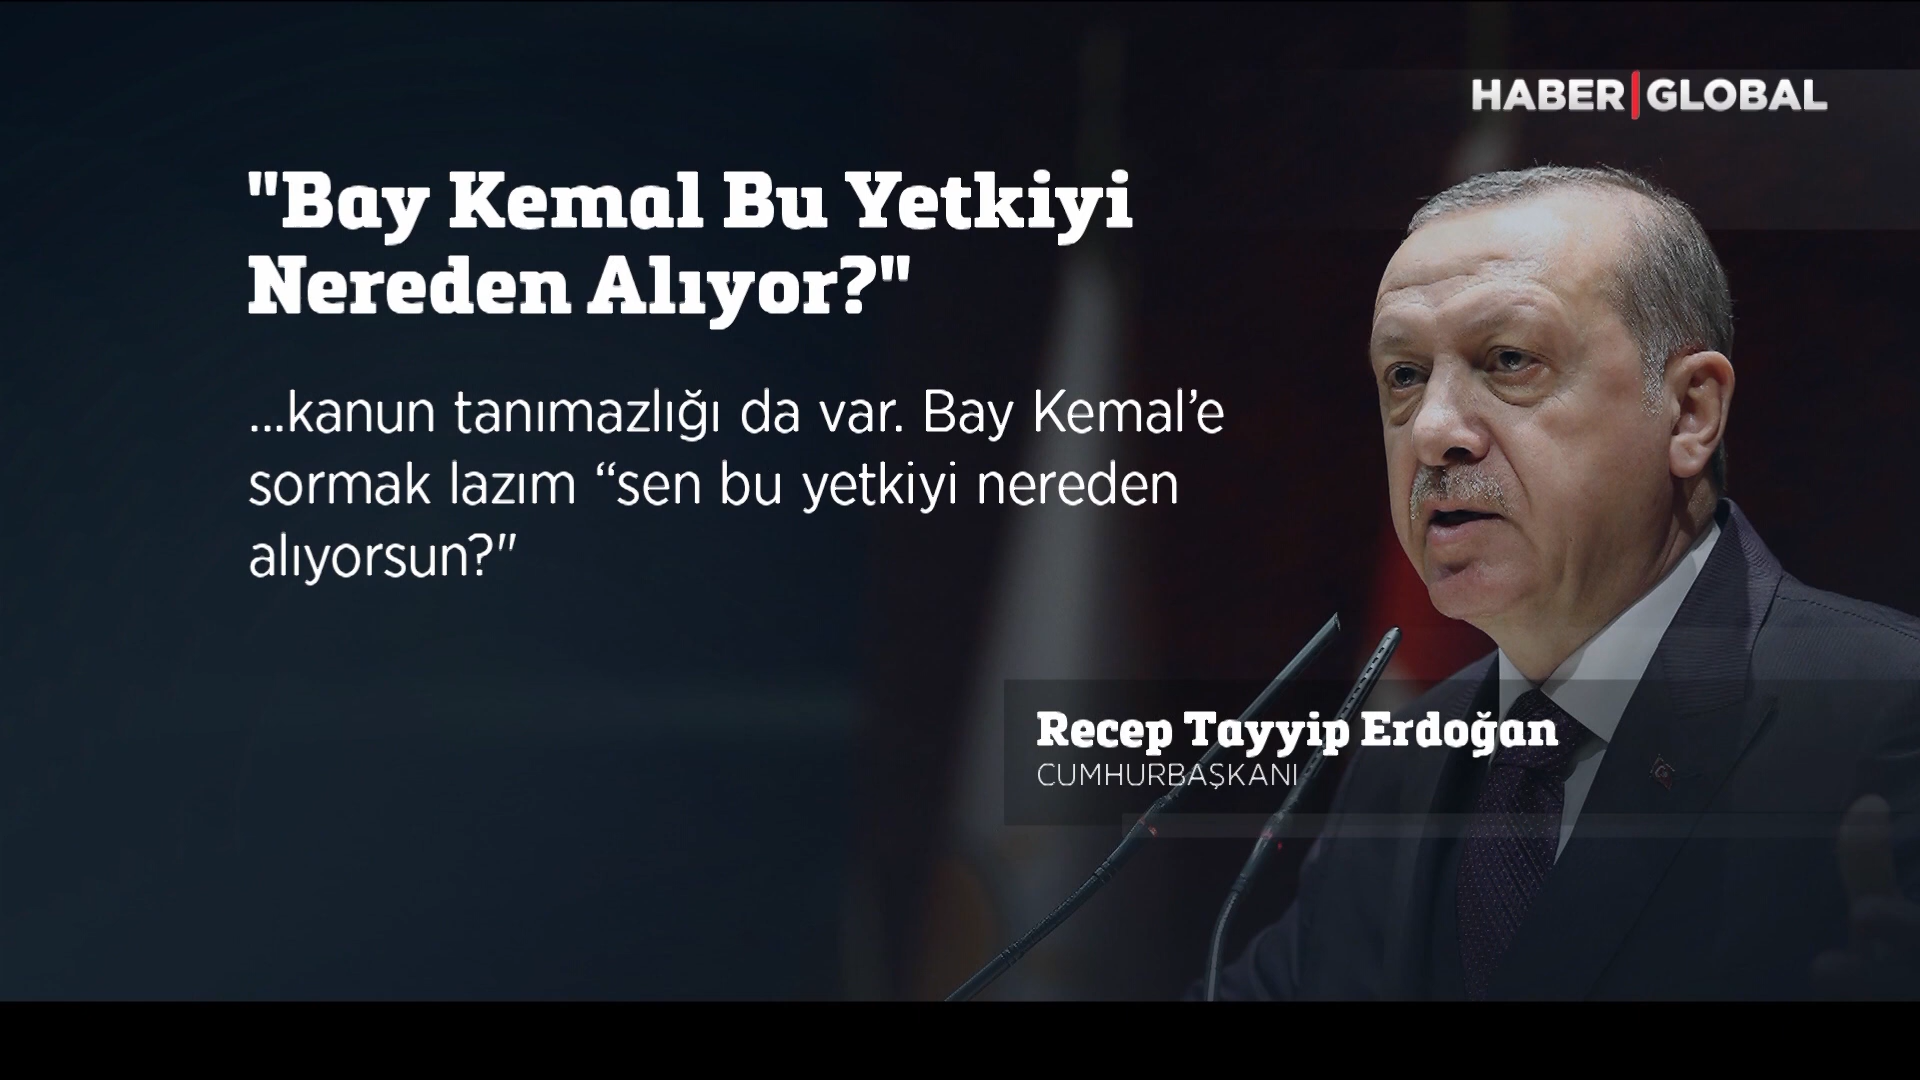 HABER|GLOBAL
"Bay Kemal Bu Yetkiyi
Nereden Alıyor?"
...kanun tanımazlığı da var. Bay Kemal’e
sormak lazım “sen bu yetkiyi nereden
alıyorsun?"
Recep Tayyip Erdoğan
CUMHURBAŞKANI